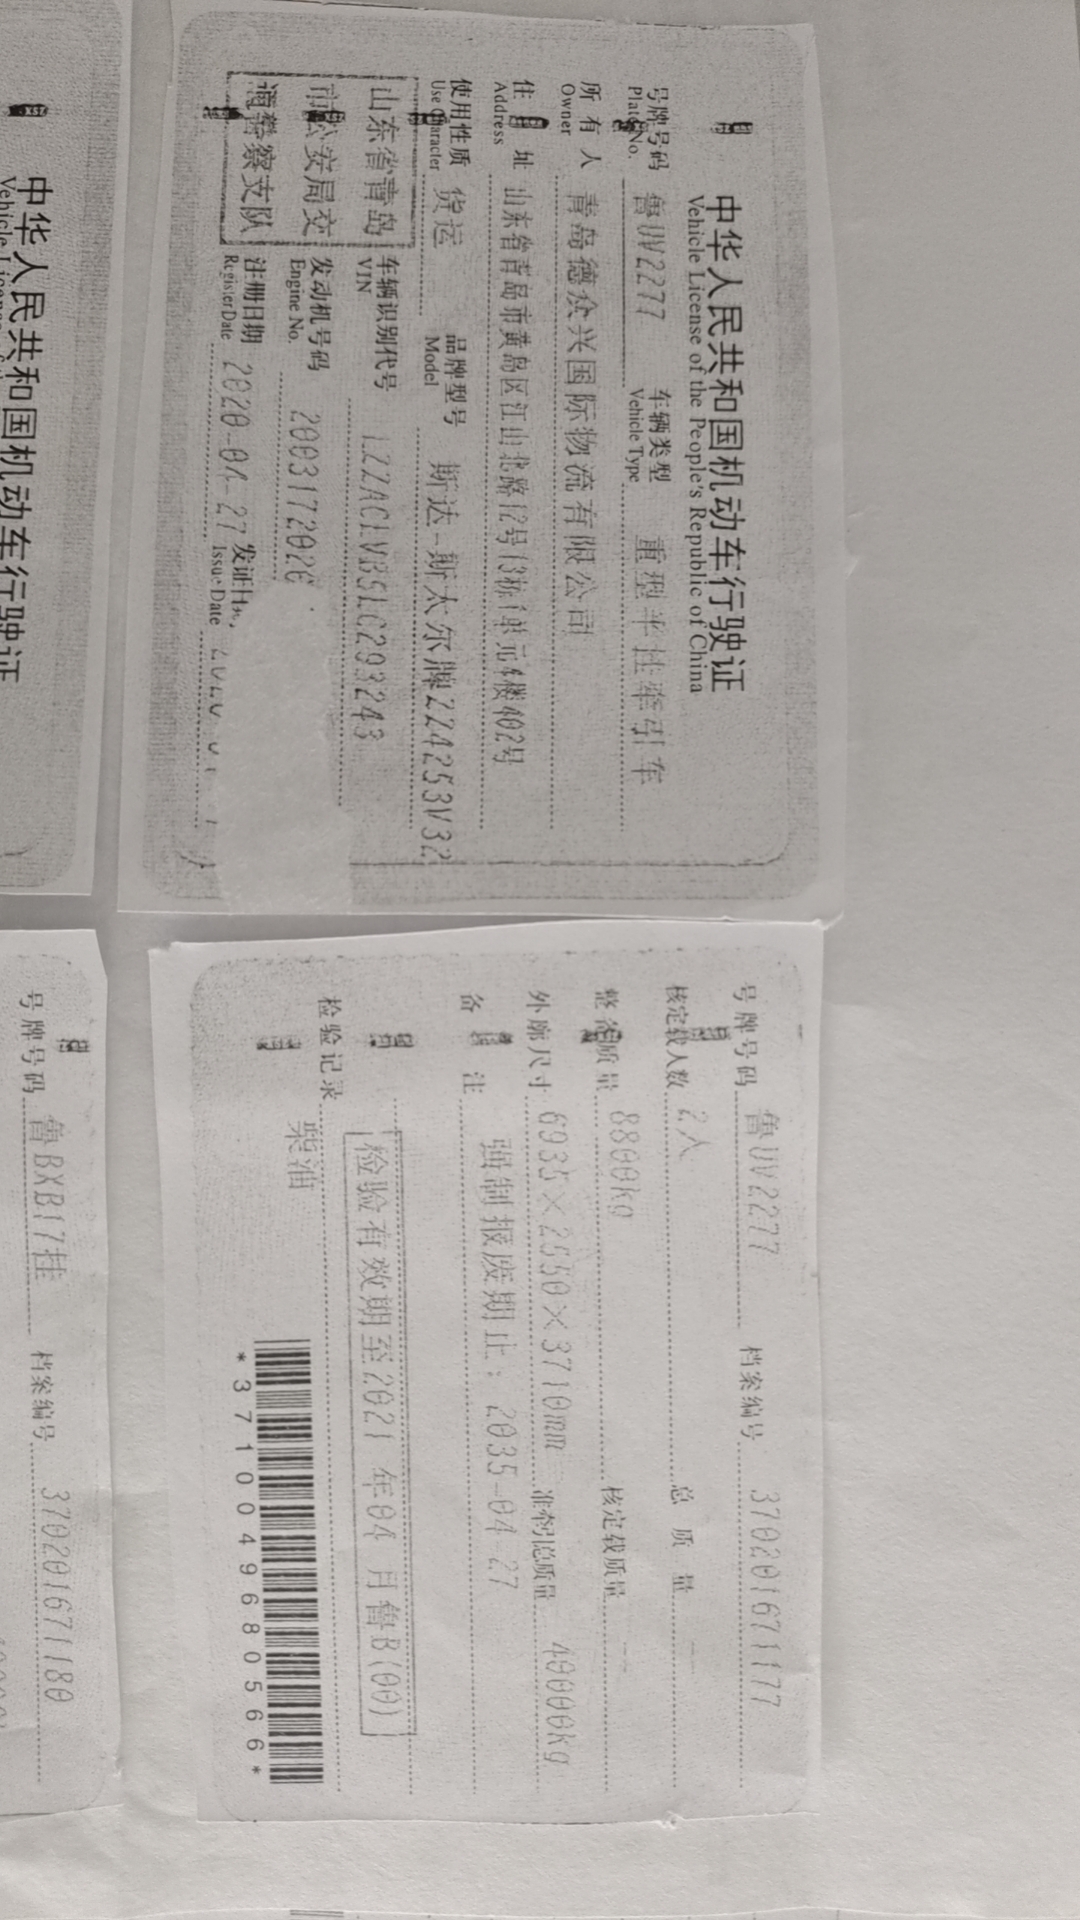 中华人民共和国机动车行驶证
Vehicle License of the People's Republic of China
号牌号码 鲁UV2277 车辆类型 重型半挂牵引车
Plate No. Vehicle Type
所有人 青岛德众兴国际物流有限公司
Owner
住址 山东省青岛市黄岛区江山北路12号13栋1单元4楼402号
Address
使用性质 货运 品牌型号 斯达-斯太尔牌ZZ4253V32
Use Character Model
山东省青岛
市公安局交
通警察支队
车辆识别代号 LZZACLVB5LC293243
VIN
发动机号码 200317202
Engine No.
注册日期 2020-04-27 发证日
Register Date Issue Date
号牌号码 鲁UV2277 档案编号 370201671177
核定载人数 2人 总质量
整备质量 8800kg 核定载质量
外廓尺寸 6935×2550×3710mm 准牵引总质量 40000kg
备注 强制报废期止：2035-04-27
检验有效期至2021年04月鲁B(00)
检验记录
柴油
*3710049680566*
中华人民共和国机动车行驶证
号牌号码 鲁BXB17挂 档案编号 370201671180